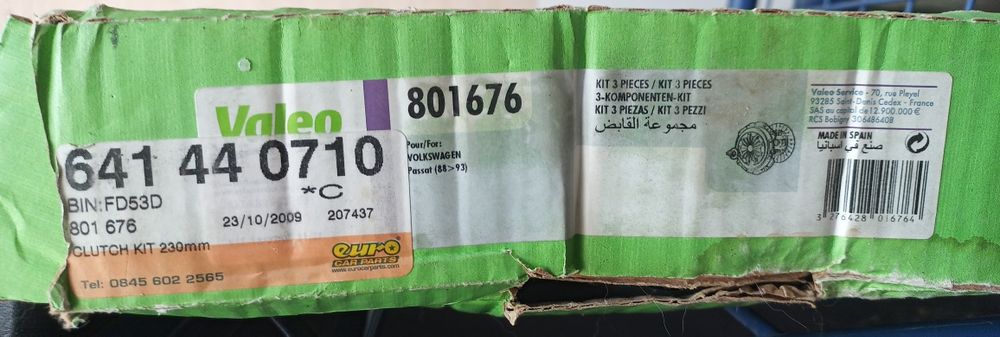 Valeo
641 44 0710
*C
BIN:FD53D
801 676
23/10/2009 207437
CLUTCH KIT 230mm
Tel: 0845 602 2565
euro
CAR PARTS
www.eurocarparts.com
801676
Pour/For:
VOLKSWAGEN
Passat (88>93)
KIT 3 PIECES / KIT 3 PIECES
3-KOMPONENTEN-KIT
KIT 3 PIEZAS / KIT 3 PEZZI
مجموعة القابض
Valeo Service - 70, rue Pleyel
93285 Saint-Denis Cedex - France
SAS au capital de 12.900.000 €
RCS Bobigny 306486408
MADE IN SPAIN
صنع في اسبانيا
3 276428 016764